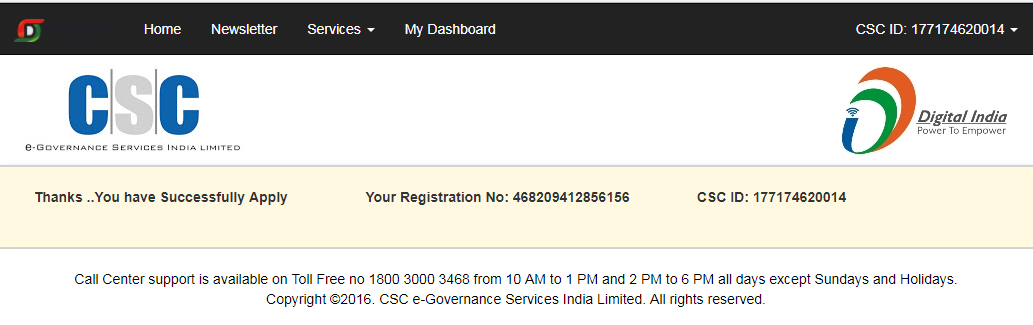 Home Newsletter Services My Dashboard CSC ID: 177174620014
CSC
e-Governance Services India Limited
Digital India
Power To Empower
Thanks ..You have Successfully Apply Your Registration No: 468209412856156 CSC ID: 177174620014
Call Center support is available on Toll Free no 1800 3000 3468 from 10 AM to 1 PM and 2 PM to 6 PM all days except Sundays and Holidays.
Copyright ©2016. CSC e-Governance Services India Limited. All rights reserved.